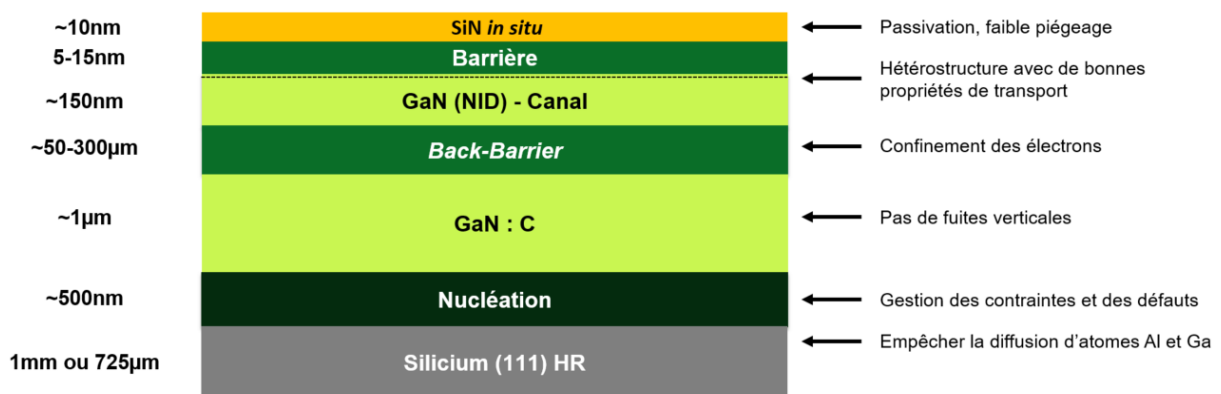 ~10nm
SiN in situ
Passivation, faible piégeage
5-15nm
Barrière
Hétérostructure avec de bonnes
propriétés de transport
~150nm
GaN (NID) - Canal
~50-300µm
Back-Barrier
Confinement des électrons
~1µm
GaN : C
Pas de fuites verticales
~500nm
Nucléation
Gestion des contraintes et des défauts
Empêcher la diffusion d'atomes Al et Ga
1mm ou 725µm
Silicium (111) HR